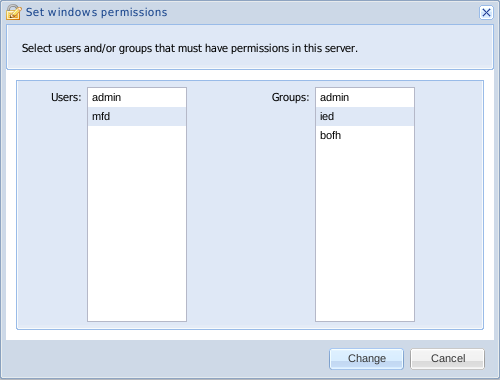 Set windows permissions
Select users and/or groups that must have permissions in this server.
Users:
admin
mfd
Groups:
admin
ied
bofh
Change
Cancel